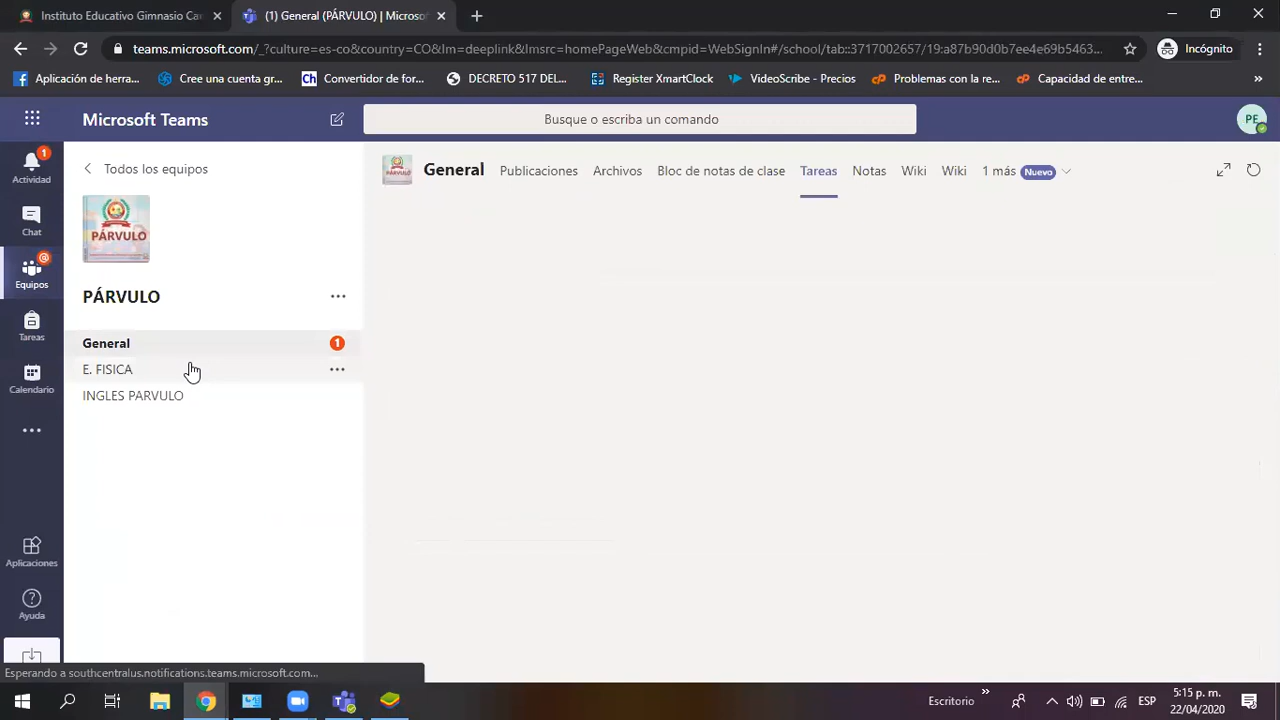 Instituto Educativo Gimnasio Ca
(1) General (PÁRVULO) | Microso
teams.microsoft.com/_?culture=es-co&country=CO&lm=deeplink&lmsrc=homePageWeb&cmpid=WebSignIn#/school/tab::3717002657/19:a87b90d0b7ee4e69b5463...
Incógnito
Aplicación de herra...
Cree una cuenta gr...
Ch Convertidor de for...
DECRETO 517 DEL...
Register XmartClock
VideoScribe - Precios
Problemas con la re...
Capacidad de entre...
»
Microsoft Teams
Busque o escriba un comando
PE
Actividad
1
Chat
Equipos
@
Tareas
Calendario
Aplicaciones
Ayuda
Todos los equipos
PÁRVULO
PÁRVULO
General
1
E. FISICA
INGLES PARVULO
General
Publicaciones
Archivos
Bloc de notas de clase
Tareas
Notas
Wiki
Wiki
1 más
Nuevo
Esperando a southcentralus.notifications.teams.microsoft.com...
Escritorio
»
ESP
5:15 p. m.
22/04/2020